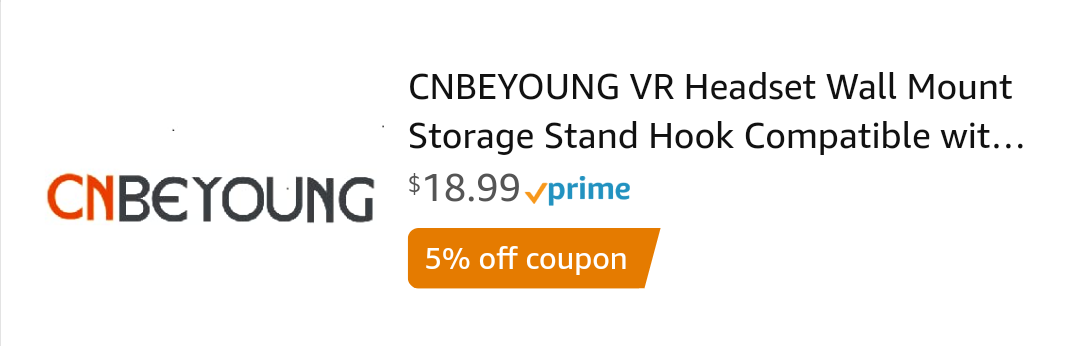 CNBEYOUNG
CNBEYOUNG VR Headset Wall Mount
Storage Stand Hook Compatible wit...
$18.99 prime
5% off coupon